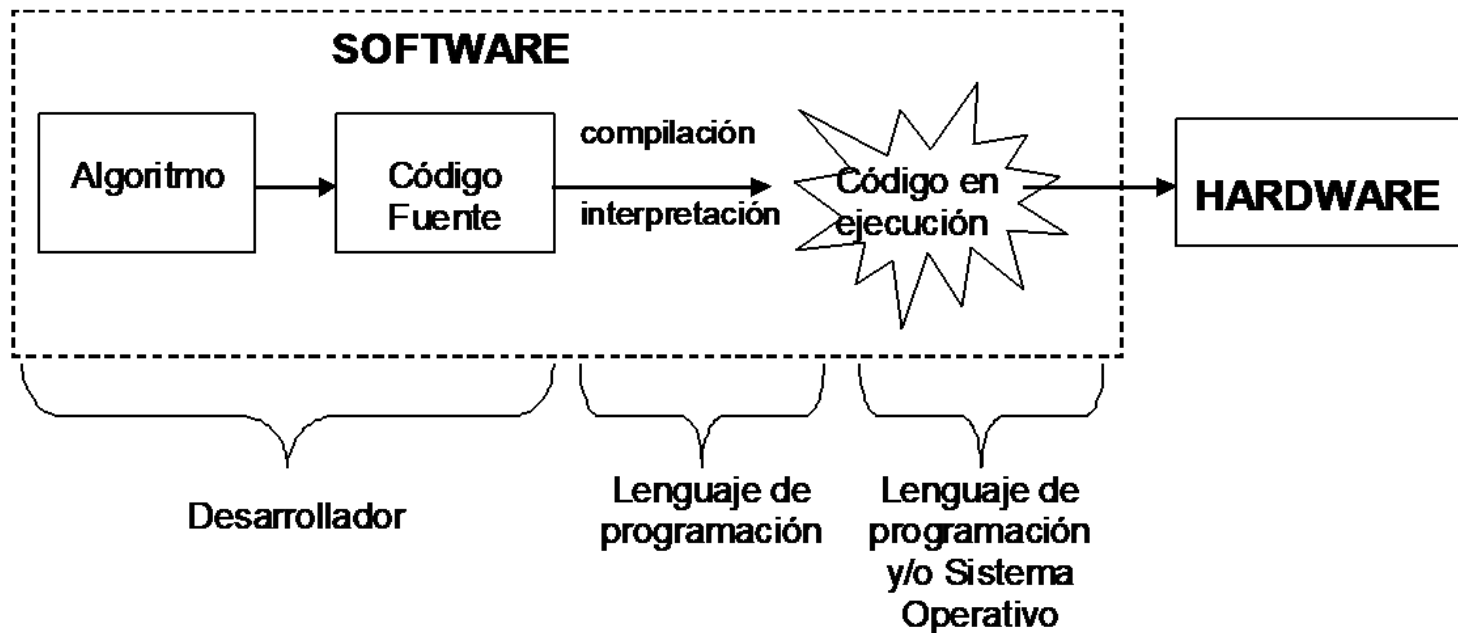 SOFTWARE
Algoritmo
Código
Fuente
compilación
interpretación
Código en
ejecución
HARDWARE
Desarrollador
Lenguaje de
programación
Lenguaje de
programación
y/o Sistema
Operativo